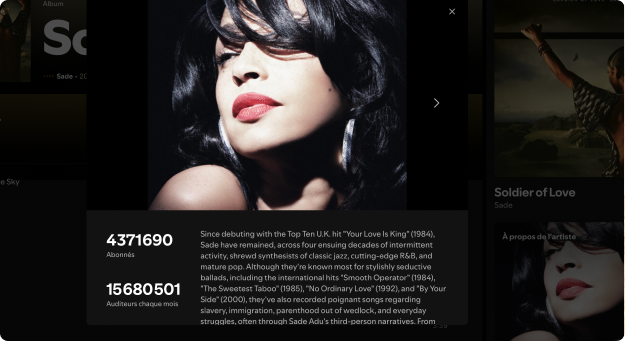 Album
Sade • 20
e Sky
4371690
Abonnés
15680501
Auditeurs chaque mois
Since debuting with the Top Ten U.K. hit "Your Love Is King" (1984),
Sade have remained, across four ensuing decades of intermittent
activity, shrewd synthesists of classic jazz, cutting-edge R&B, and
mature pop. Although they're known most for stylishly seductive
ballads, including the international hits "Smooth Operator" (1984),
"The Sweetest Taboo" (1985), "No Ordinary Love" (1992), and "By Your
Side" (2000), they've also recorded poignant songs regarding
slavery, immigration, parenthood out of wedlock, and everyday
struggles, often through Sade Adu's third-person narratives. From
Soldier of Love
Sade
À propos de l'artiste